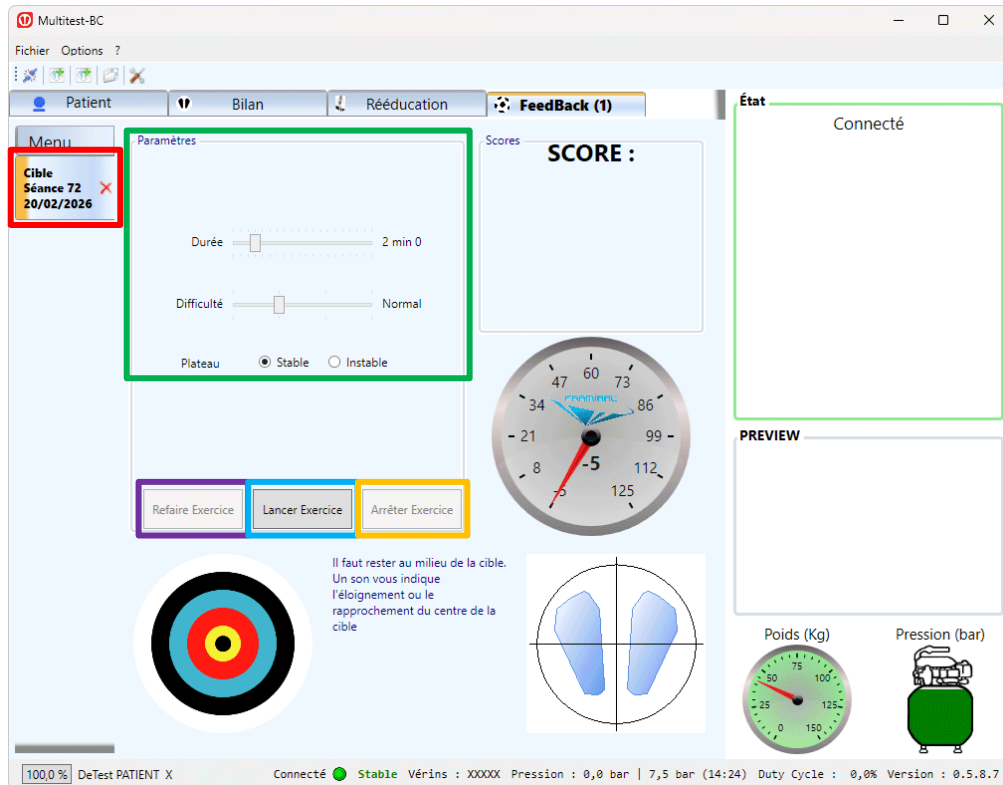 Multitest-BC
Fichier Options ?
Patient Bilan Rééducation FeedBack (1)
Menu
Cible
Séance 72
20/02/2026
Paramètres
Durée 2 min 0
Difficulté Normal
Plateau Stable Instable
Refaire Exercice Lancer Exercice Arrêter Exercice
Scores
SCORE :
47 60 73
34 86
FRAMIRAL
21 99
8 -5 112
-5 125
Il faut rester au milieu de la cible.
Un son vous indique
l'éloignement ou le
rapprochement du centre de la
cible
État
Connecté
PREVIEW
Poids (Kg) Pression (bar)
75
50 100
25 125
0 150
100,0 % DeTest PATIENT X Connecté Stable Vérins : XXXXX Pression : 0,0 bar | 7,5 bar (14:24) Duty Cycle : 0,0% Version : 0.5.8.7